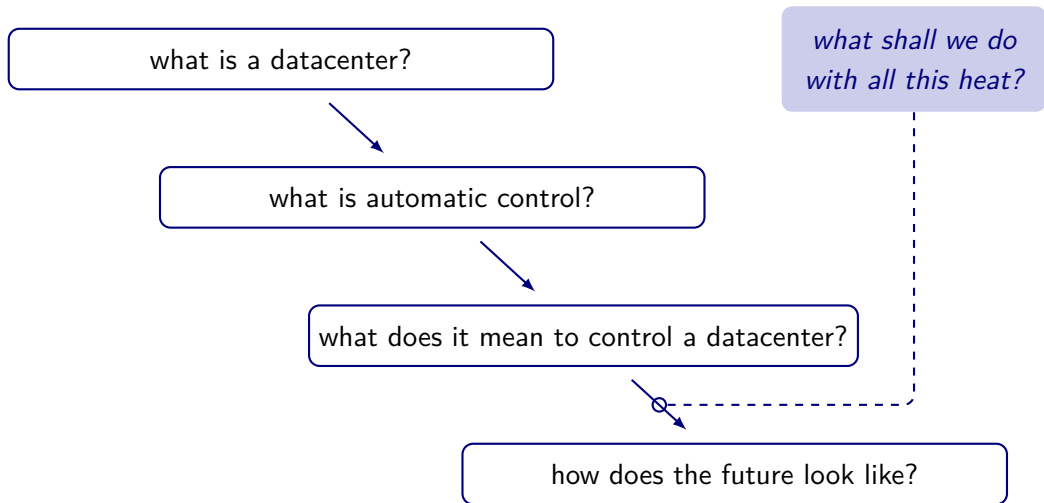 what is a datacenter?
what shall we do
with all this heat?
what is automatic control?
what does it mean to control a datacenter?
how does the future look like?